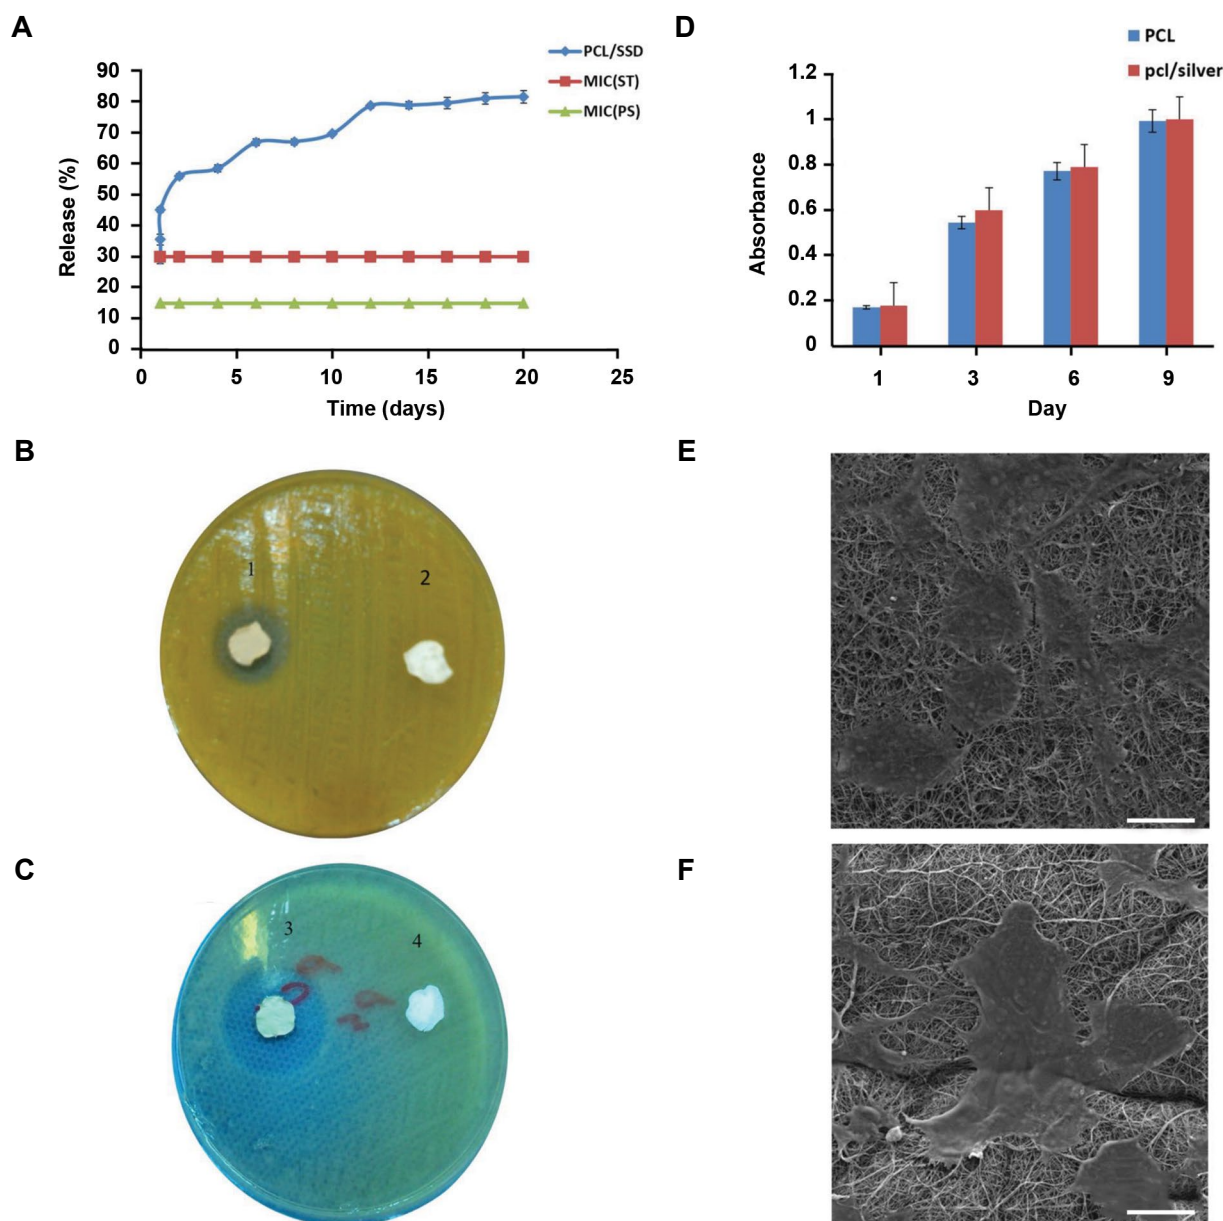 A
PCL/SSD
MIC(ST)
MIC(PS)
90
80
70
60
50
40
30
20
10
0
Release (%)
0 5 10 15 20 25
Time (days)
D
PCL
pcl/silver
1.2
1
0.8
0.6
0.4
0.2
0
Absorbance
1 3 6 9
Day
B
1
2
E
C
3
4
F